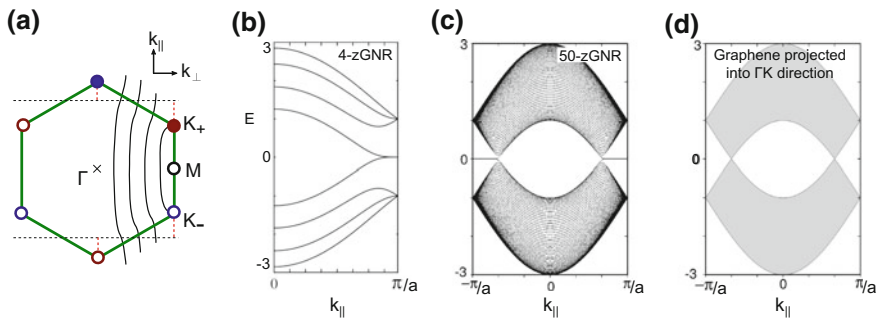 (a)
k∥
k⊥
K₊
Γ ×
M
K₋
(b)
4-zGNR
3
E
0
-3
0
π/a
k∥
(c)
50-zGNR
3
0
-3
−π/a
0
π/a
k∥
(d)
Graphene projected
into ΓK direction
3
0
-3
−π/a
0
π/a
k∥